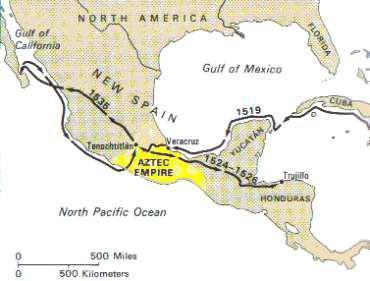 NORTH AMERICA
Gulf of
California
FLORIDA
Gulf of Mexico
NEW SPAIN
1535
1519
CUBA
YUCATÁN
Tenochtitlán
Veracruz
AZTEC
EMPIRE
1524-1526
Trujillo
HONDURAS
North Pacific Ocean
0 500 Miles
0 500 Kilometers